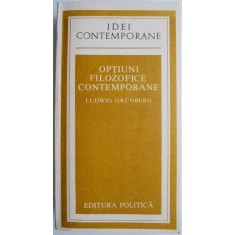 IDEI
CONTEMPORANE
OPȚIUNI
FILOZOFICE
CONTEMPORANE
LUDWIG GRÜNBERG
EDITURA POLITICĂ